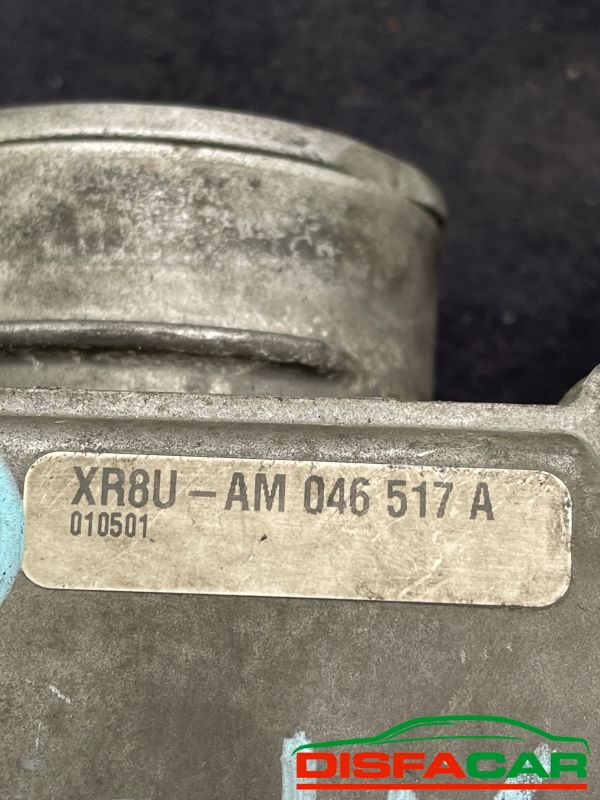 XR8U – AM 046 517 A
010501
DISFACAR